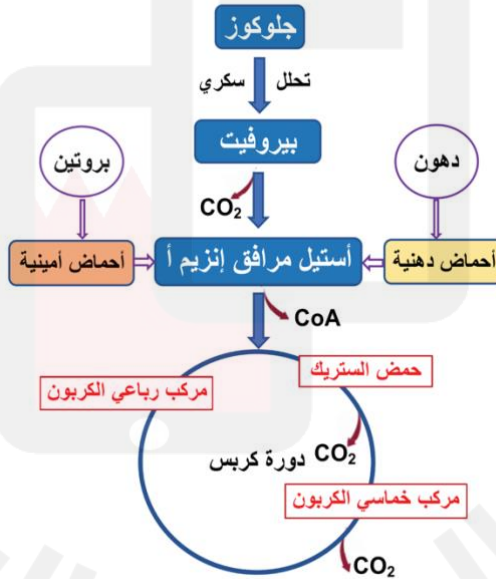 جلوكوز
تحلل سكري
بيروفيت
بروتين
دهون
CO₂
أحماض أمينية
أستيل مرافق إنزيم أ
أحماض دهنية
CoA
حمض الستريك
مركب رباعي الكربون
CO₂
دورة كربس
مركب خماسي الكربون
CO₂